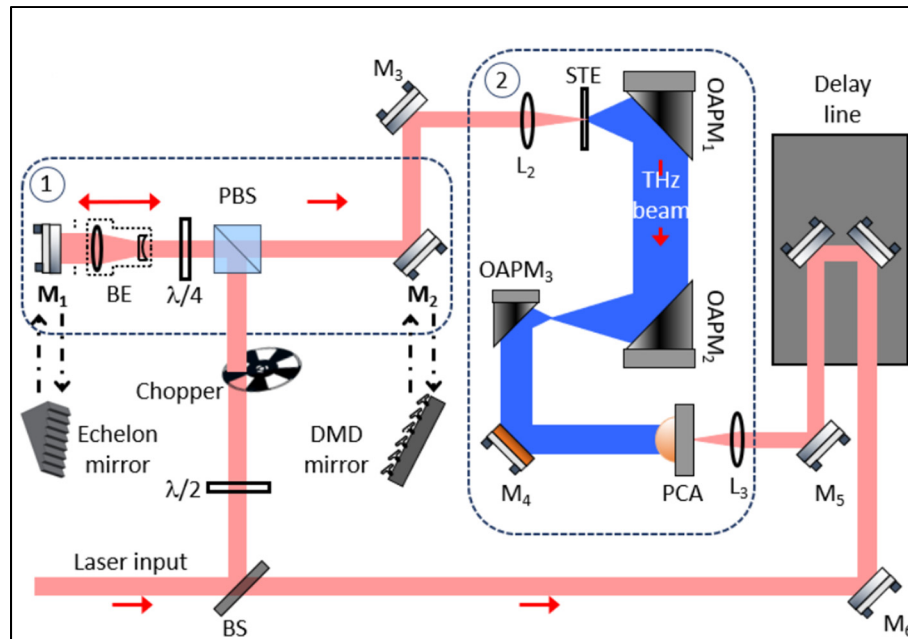 M3
2
STE
OAPM1
Delay
line
L2
1
PBS
THz
beam
OAPM3
BE
λ/4
M1
M2
OAPM2
Chopper
Echelon
mirror
DMD
mirror
λ/2
M4
PCA
L3
M5
Laser input
BS
M6